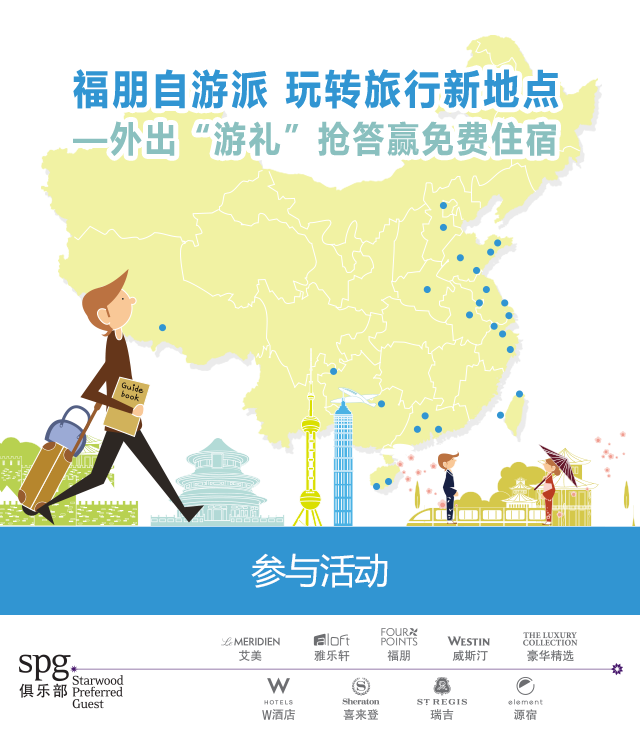 福朋自游派 玩转旅行新地点
—外出“游礼”抢答赢免费住宿
Guide
book
参与活动
Le MERIDIEN
艾美
aloft
雅乐轩
FOUR
POINTS
福朋
WESTIN
威斯汀
THE LUXURY
COLLECTION
豪华精选
spg.
俱乐部
Starwood
Preferred
Guest
W
HOTELS
W酒店
S
Sheraton
喜来登
ST REGIS
瑞吉
element
源宿